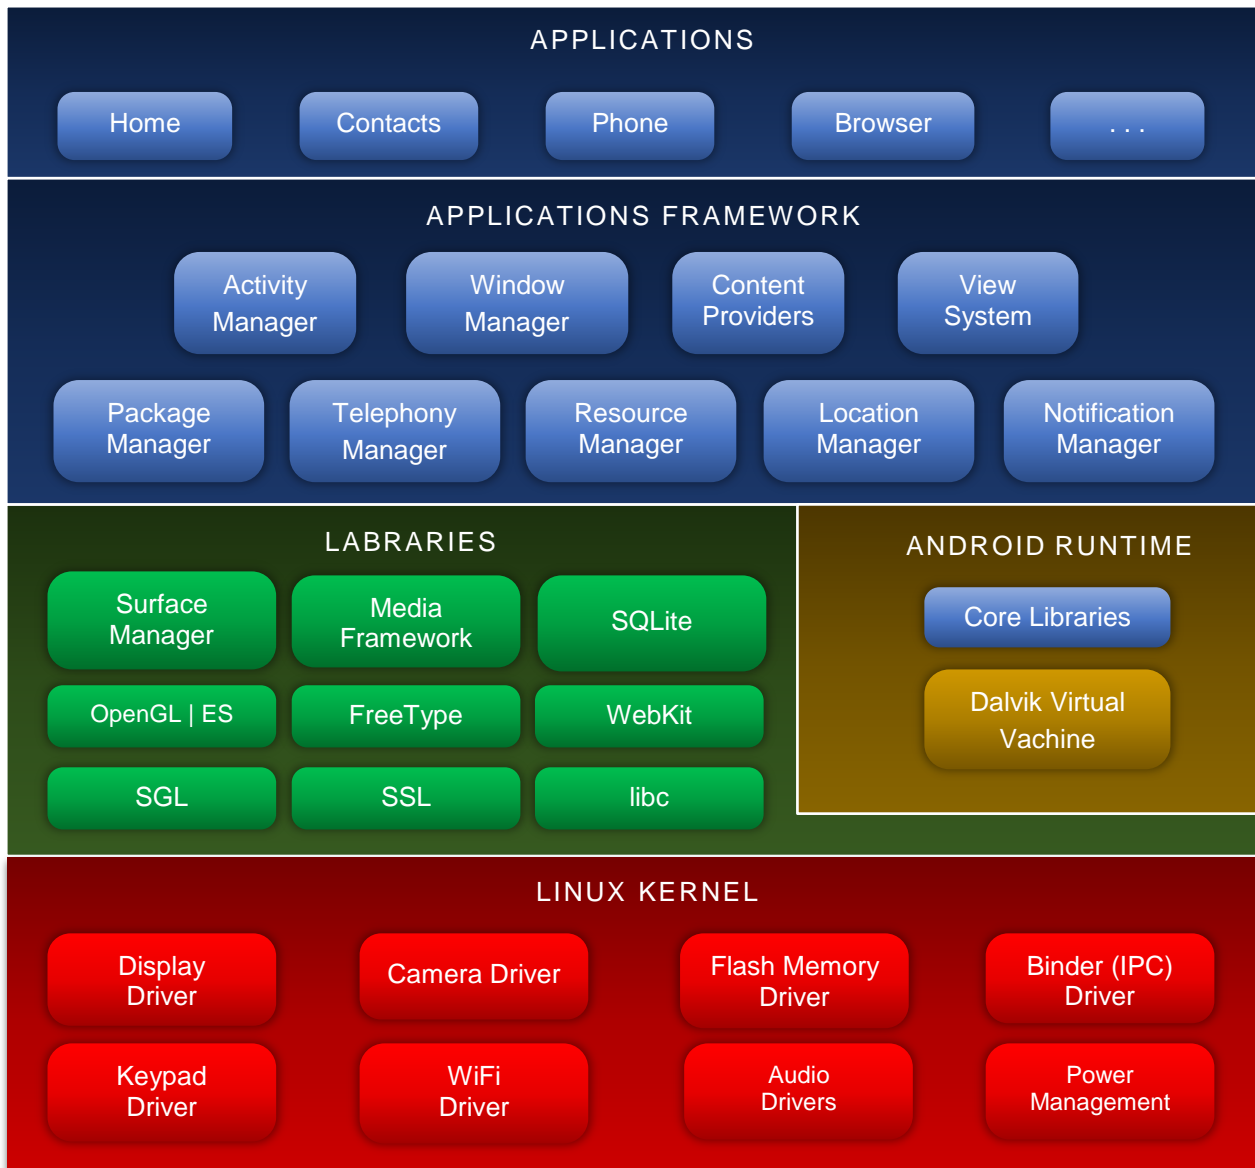 APPLICATIONS
Home
Contacts
Phone
Browser
. . .
APPLICATIONS FRAMEWORK
Activity
Manager
Window
Manager
Content
Providers
View
System
Package
Manager
Telephony
Manager
Resource
Manager
Location
Manager
Notification
Manager
LABRARIES
Surface
Manager
Media
Framework
SQLite
OpenGL | ES
FreeType
WebKit
SGL
SSL
libc
ANDROID RUNTIME
Core Libraries
Dalvik Virtual
Vachine
LINUX KERNEL
Display
Driver
Camera Driver
Flash Memory
Driver
Binder (IPC)
Driver
Keypad
Driver
WiFi
Driver
Audio
Drivers
Power
Management